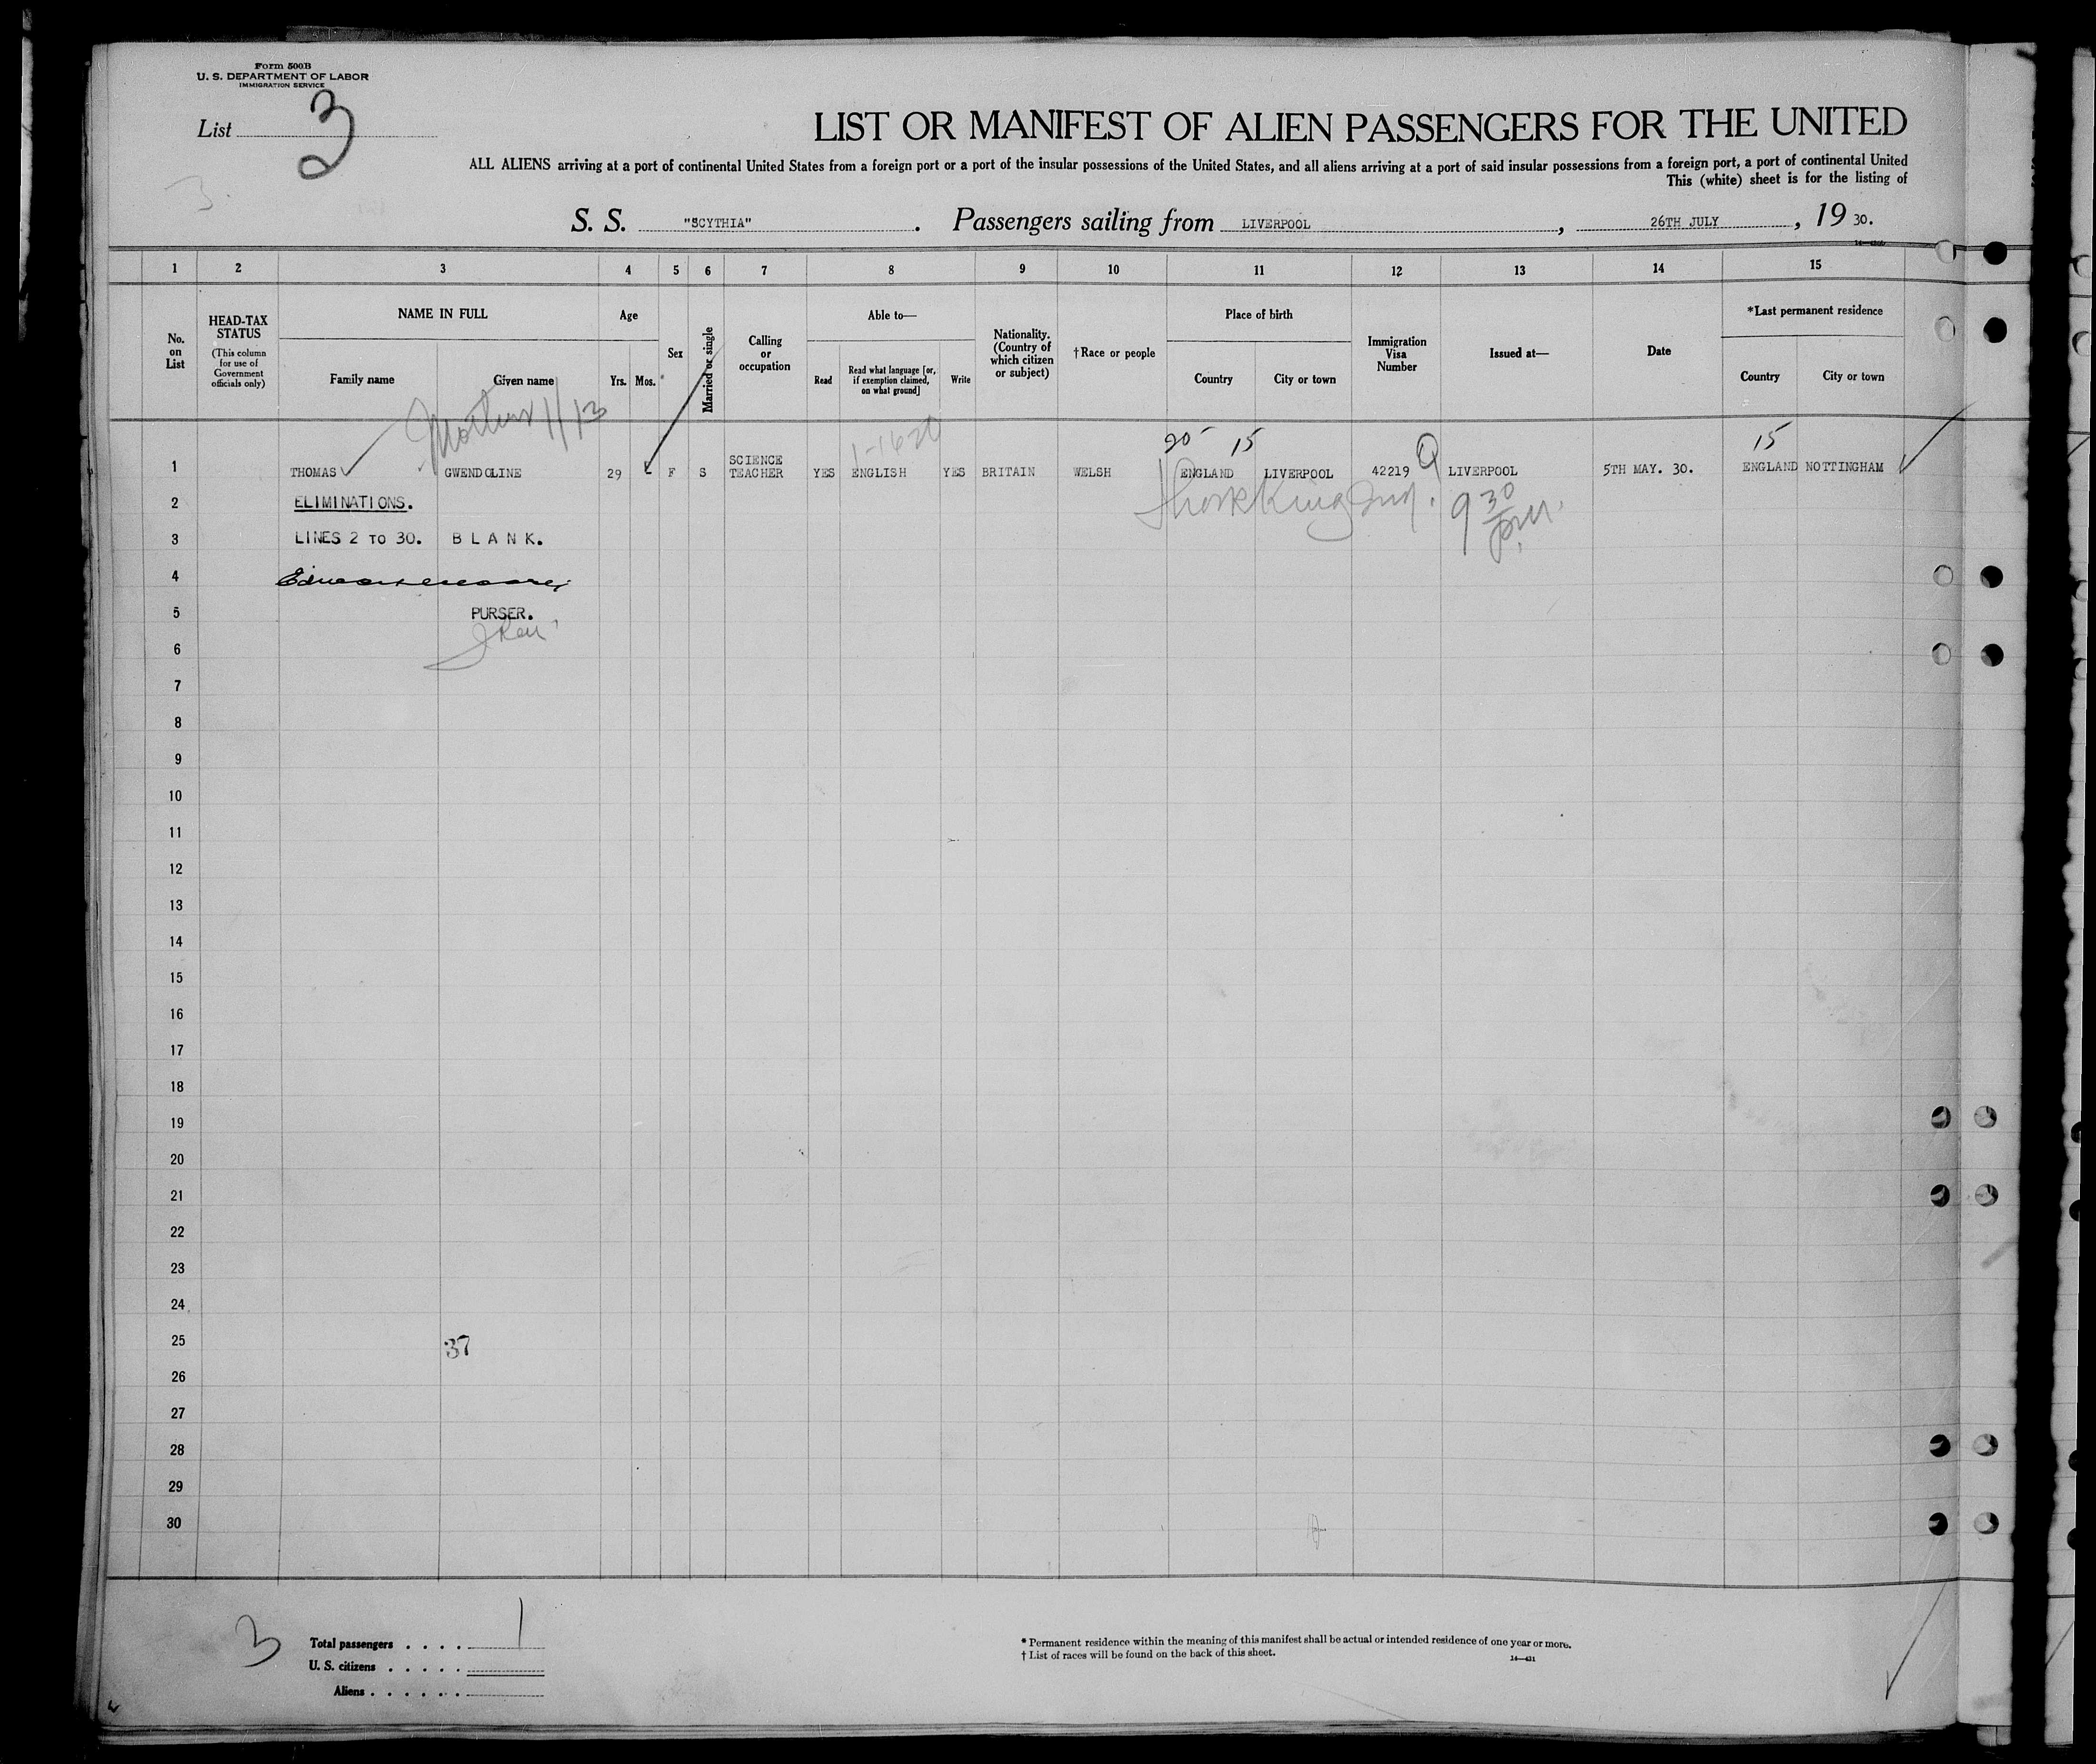 Form 500B
U. S. DEPARTMENT OF LABOR
IMMIGRATION SERVICE
List 3
3.
LIST OR MANIFEST OF ALIEN PASSENGERS FOR THE UNITED
ALL ALIENS arriving at a port of continental United States from a foreign port or a port of the insular possessions of the United States, and all aliens arriving at a port of said insular possessions from a foreign port, a port of continental United
This (white) sheet is for the listing of
S. S. "SCYTHIA". Passengers sailing from LIVERPOOL, 26TH JULY, 19 30.
1 2 3 4 5 6 7 8 9 10 11 12 13 14 15
No. on List
HEAD-TAX STATUS
(This column for use of Government officials only)
NAME IN FULL
Family name Given name
Age
Yrs. Mos.
Sex
Married or single
Calling or occupation
Able to—
Read
Read what language [or, if exemption claimed, on what ground]
Write
Nationality. (Country of which citizen or subject)
†Race or people
Place of birth
Country City or town
Immigration Visa Number
Issued at—
Date
*Last permanent residence
Country City or town
20 15 15
1 THOMAS GWENDOLINE 29 F S SCIENCE TEACHER YES ENGLISH YES BRITAIN WELSH ENGLAND LIVERPOOL 42219 Q LIVERPOOL 5TH MAY. 30. ENGLAND NOTTINGHAM
2 ELIMINATIONS.
9 30
3 LINES 2 TO 30. BLANK.
4
5 PURSER.
6
7
8
9
10
11
12
13
14
15
16
17
18
19
20
21
22
23
24
25 37
26
27
28
29
30
3
Total passengers . . . . 1
U. S. citizens . . . . .
Aliens . . . . . .
* Permanent residence within the meaning of this manifest shall be actual or intended residence of one year or more.
† List of races will be found on the back of this sheet.
14—421